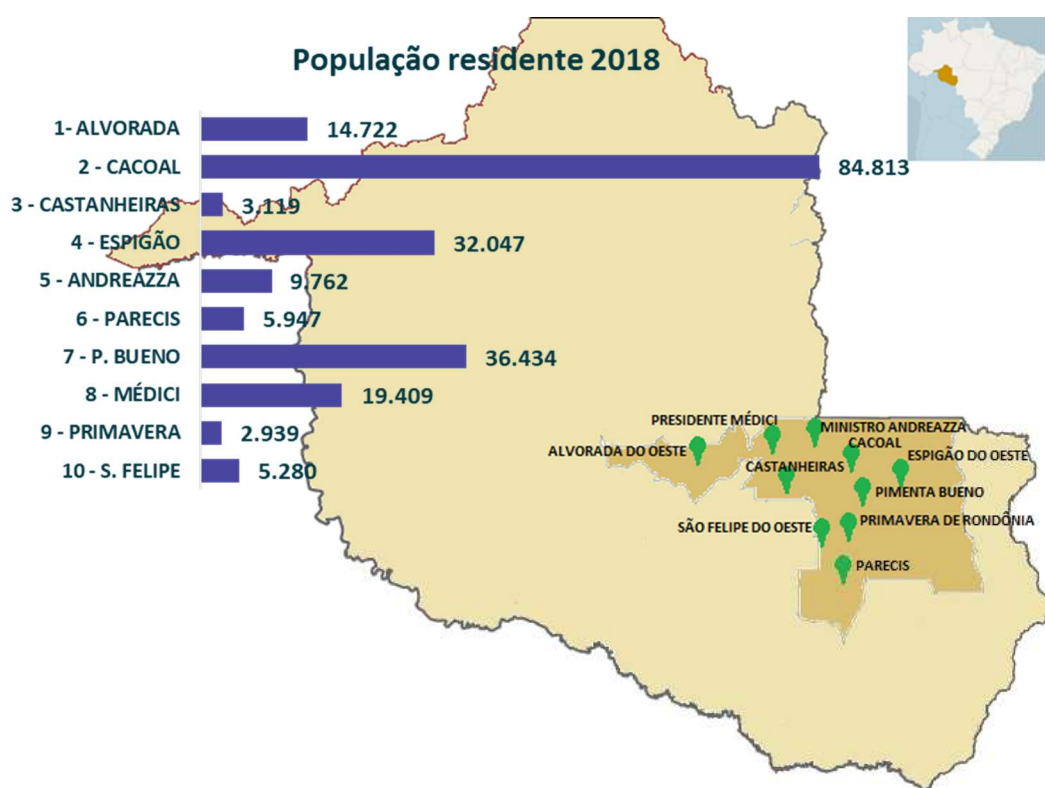 População residente 2018
1- ALVORADA 14.722
2 - CACOAL 84.813
3 - CASTANHEIRAS 3.119
4 - ESPIGÃO 32.047
5 - ANDREAZZA 9.762
6 - PARECIS 5.947
7 - P. BUENO 36.434
8 - MÉDICI 19.409
9 - PRIMAVERA 2.939
10 - S. FELIPE 5.280
PRESIDENTE MÉDICI
MINISTRO ANDREAZZA
CACOAL
ALVORADA DO OESTE
ESPIGÃO DO OESTE
CASTANHEIRAS
PIMENTA BUENO
SÃO FELIPE DO OESTE
PRIMAVERA DE RONDÔNIA
PARECIS